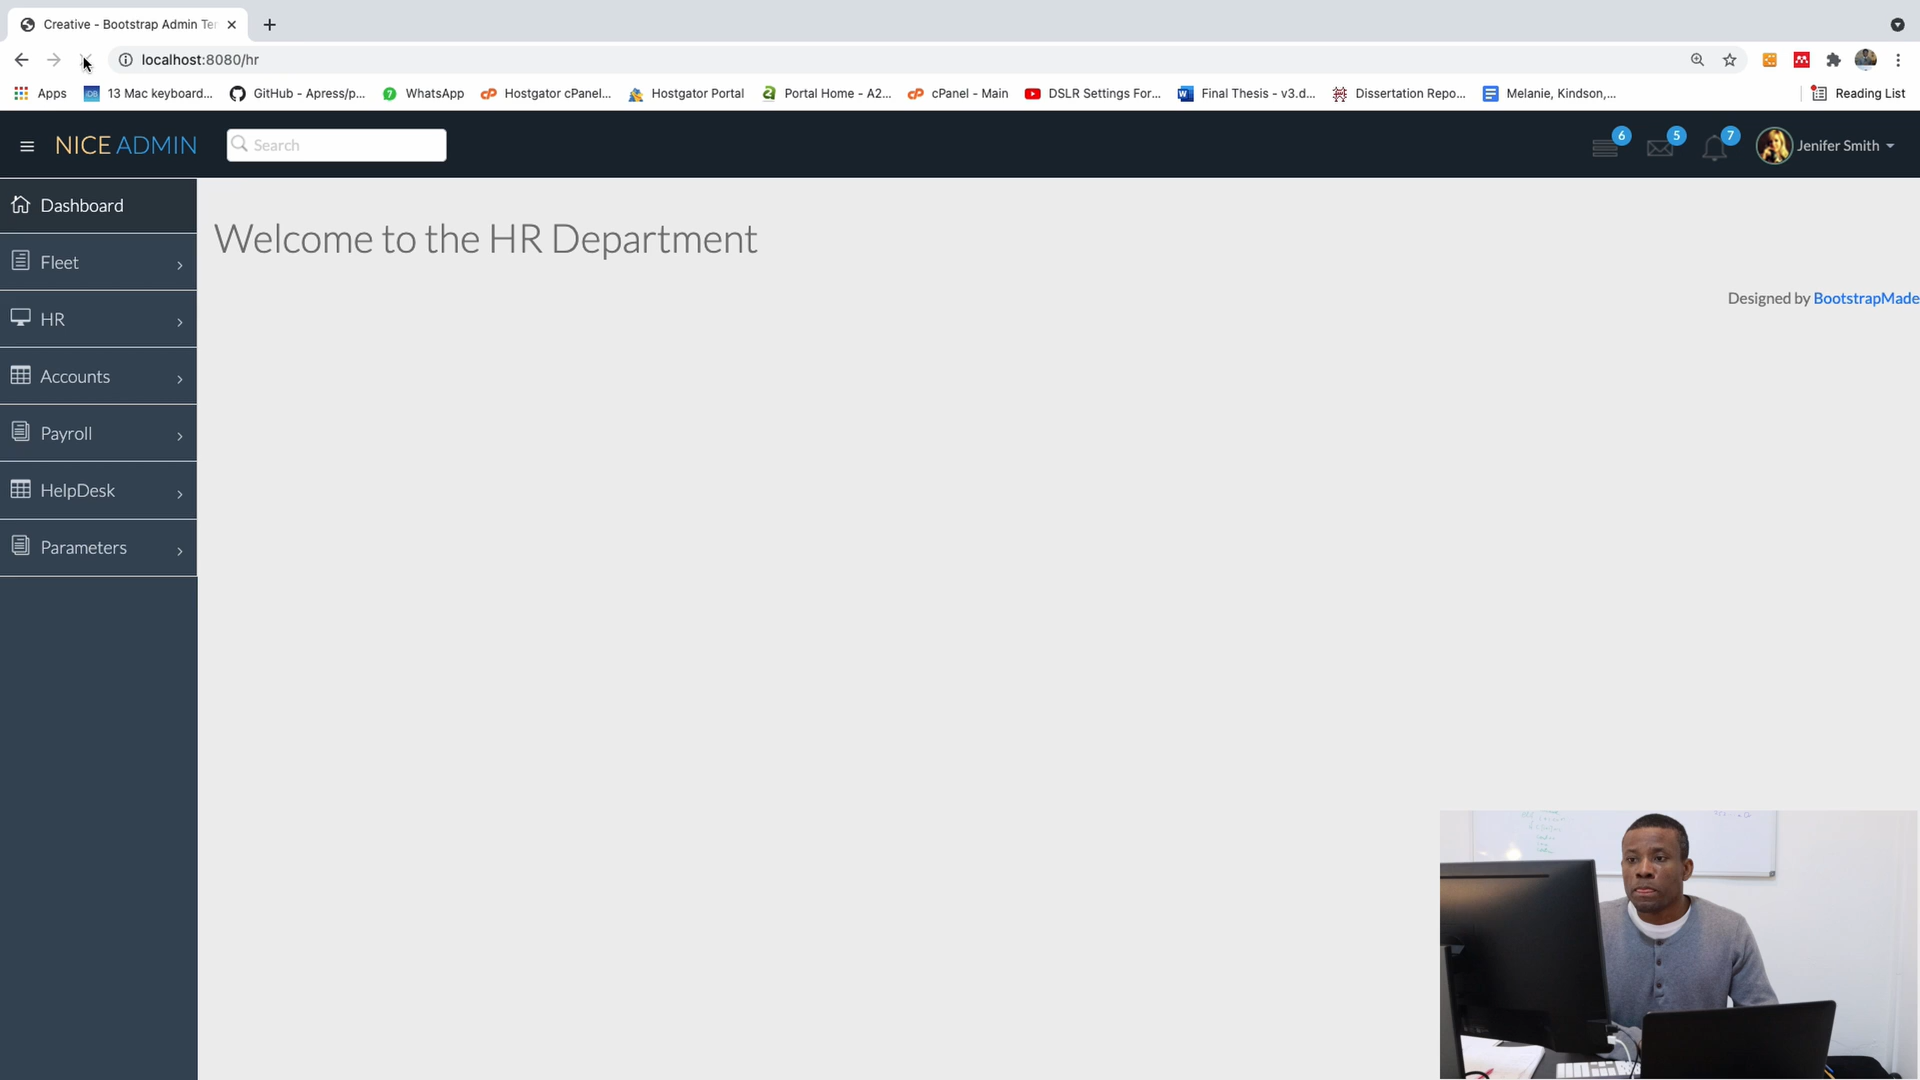 Creative - Bootstrap Admin Te
localhost:8080/hr
Apps 13 Mac keyboard... GitHub - Apress/p... WhatsApp Hostgator cPanel... Hostgator Portal Portal Home - A2... cPanel - Main DSLR Settings For... Final Thesis - v3.d... Dissertation Repo... Melanie, Kindson,... Reading List
NICE ADMIN Search 6 5 7 Jenifer Smith
Dashboard
Welcome to the HR Department
Fleet
Designed by BootstrapMade
HR
Accounts
Payroll
HelpDesk
Parameters